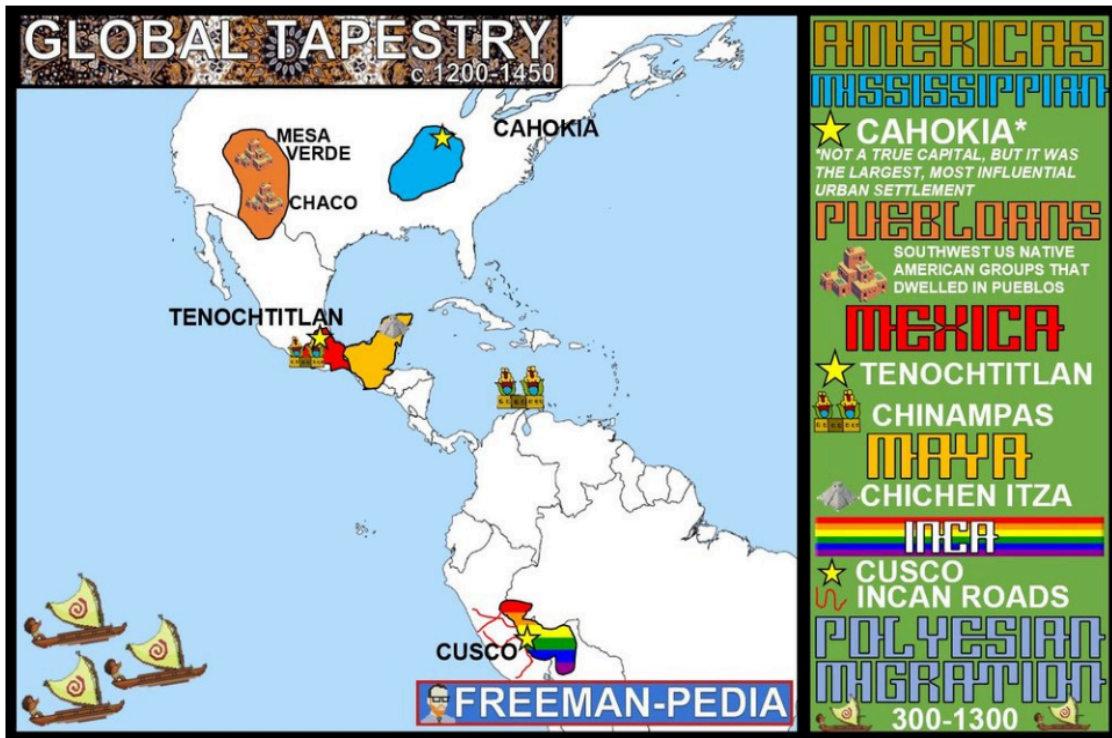 GLOBAL TAPESTRY
c. 1200-1450
CAHOKIA
MESA
VERDE
CHACO
TENOCHTITLAN
CUSCO
FREEMAN-PEDIA
AMERICAS
MISSISSIPPIAN
CAHOKIA*
*NOT A TRUE CAPITAL, BUT IT WAS
THE LARGEST, MOST INFLUENTIAL
URBAN SETTLEMENT
PUEBLOANS
SOUTHWEST US NATIVE
AMERICAN GROUPS THAT
DWELLED IN PUEBLOS
MEXICA
TENOCHTITLAN
CHINAMPAS
MAYA
CHICHEN ITZA
INCA
CUSCO
INCAN ROADS
POLYESIAN
MIGRATION
300-1300